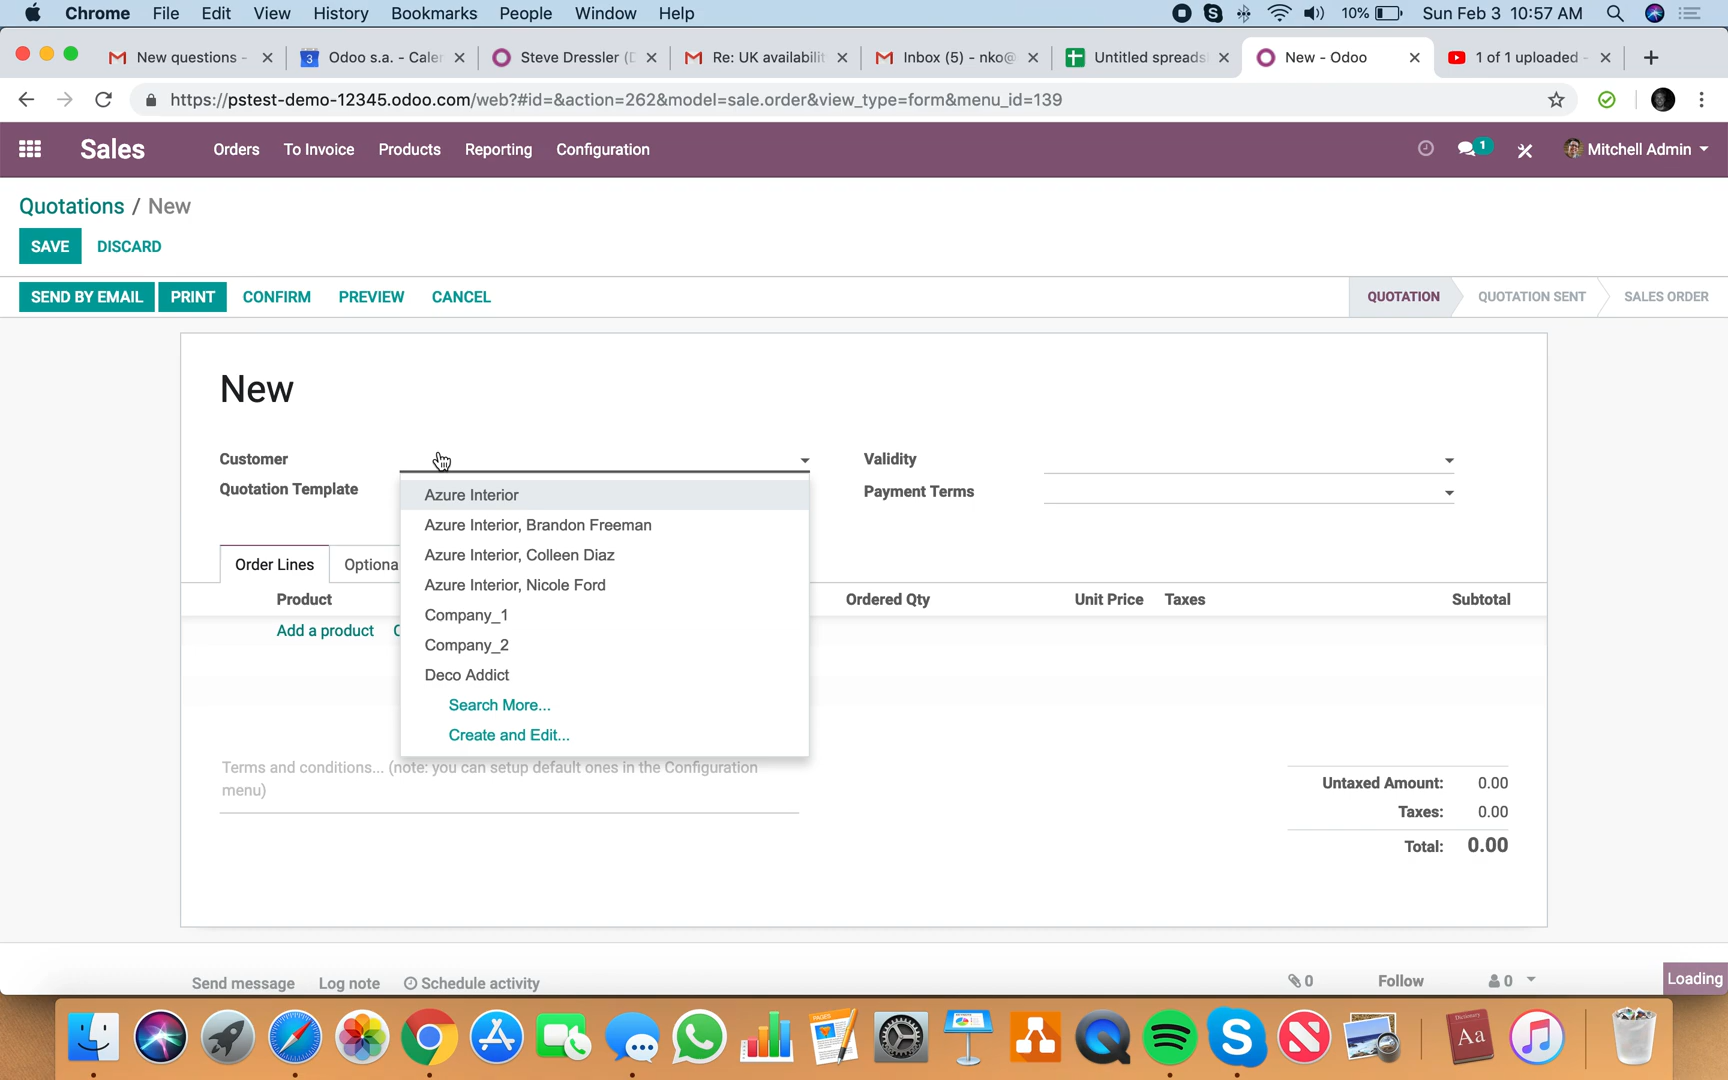 Chrome File Edit View History Bookmarks People Window Help 10% Sun Feb 3 10:57 AM
New questions - 3 Odoo s.a. - Caler Steve Dressler (D Re: UK availabilit Inbox (5) - nko@ Untitled spreads New - Odoo 1 of 1 uploaded -
https://pstest-demo-12345.odoo.com/web?#id=&action=262&model=sale.order&view_type=form&menu_id=139
Sales Orders To Invoice Products Reporting Configuration 1 Mitchell Admin
Quotations / New
SAVE DISCARD
SEND BY EMAIL PRINT CONFIRM PREVIEW CANCEL QUOTATION QUOTATION SENT SALES ORDER
New
Customer Validity
Quotation Template Payment Terms
Azure Interior
Azure Interior, Brandon Freeman
Azure Interior, Colleen Diaz
Azure Interior, Nicole Ford
Company_1
Company_2
Deco Addict
Search More...
Create and Edit...
Order Lines Optiona
Product Ordered Qty Unit Price Taxes Subtotal
Add a product
Terms and conditions... (note: you can setup default ones in the Configuration
menu)
Untaxed Amount: 0.00
Taxes: 0.00
Total: 0.00
Send message Log note Schedule activity 0 Follow 0 Loading
PAGES
Dictionary
Aa